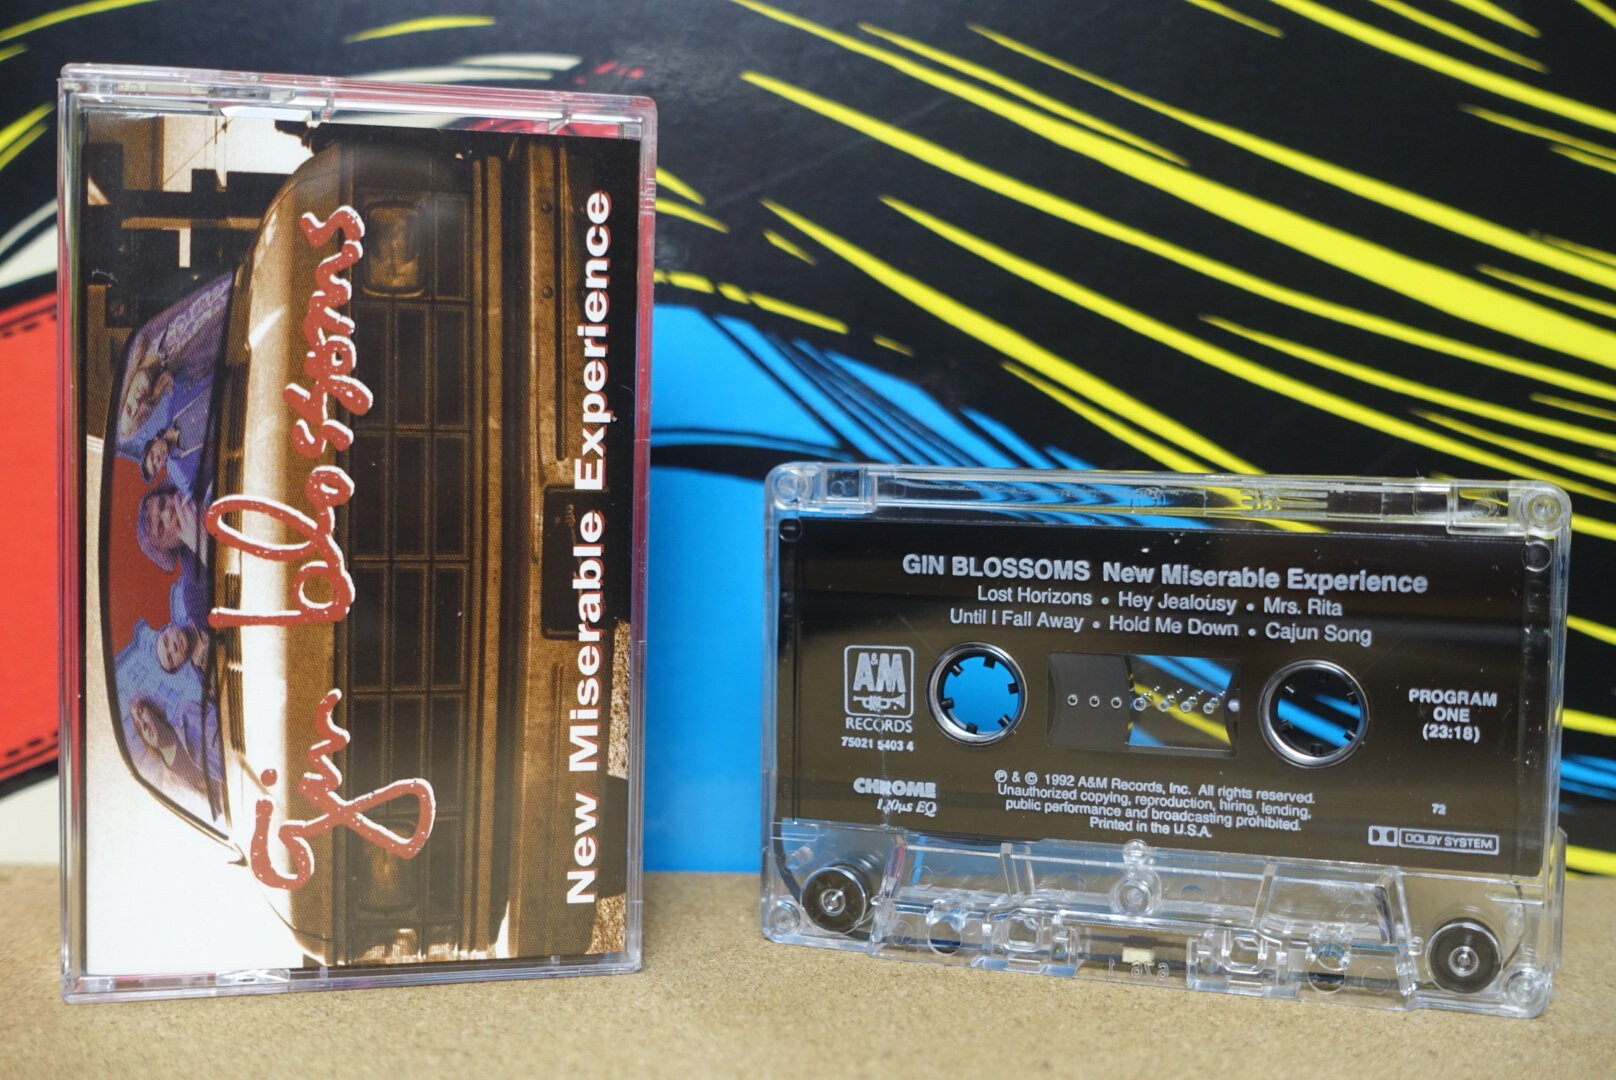 gin blossoms
New Miserable Experience
GIN BLOSSOMS New Miserable Experience
Lost Horizons • Hey Jealousy • Mrs. Rita
Until I Fall Away • Hold Me Down • Cajun Song
A&M
RECORDS
75021 5403 4
PROGRAM
ONE
(23:18)
CHROME
120µs EQ
℗ & © 1992 A&M Records, Inc. All rights reserved.
Unauthorized copying, reproduction, hiring, lending,
public performance and broadcasting prohibited.
Printed in the U.S.A.
72
DOLBY SYSTEM